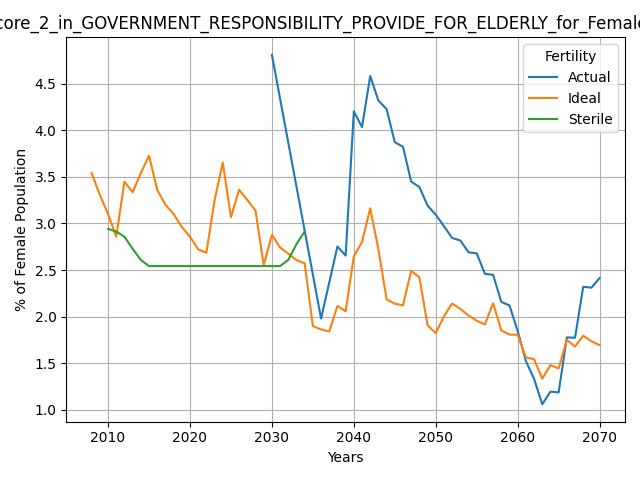 core_2_in_GOVERNMENT_RESPONSIBILITY_PROVIDE_FOR_ELDERLY_for_Female
Fertility
Actual
Ideal
Sterile
% of Female Population
4.5
4.0
3.5
3.0
2.5
2.0
1.5
1.0
2010 2020 2030 2040 2050 2060 2070
Years